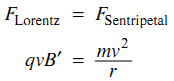 F_Lorentz = F_Sentripetal
qvB′ = mv²/r